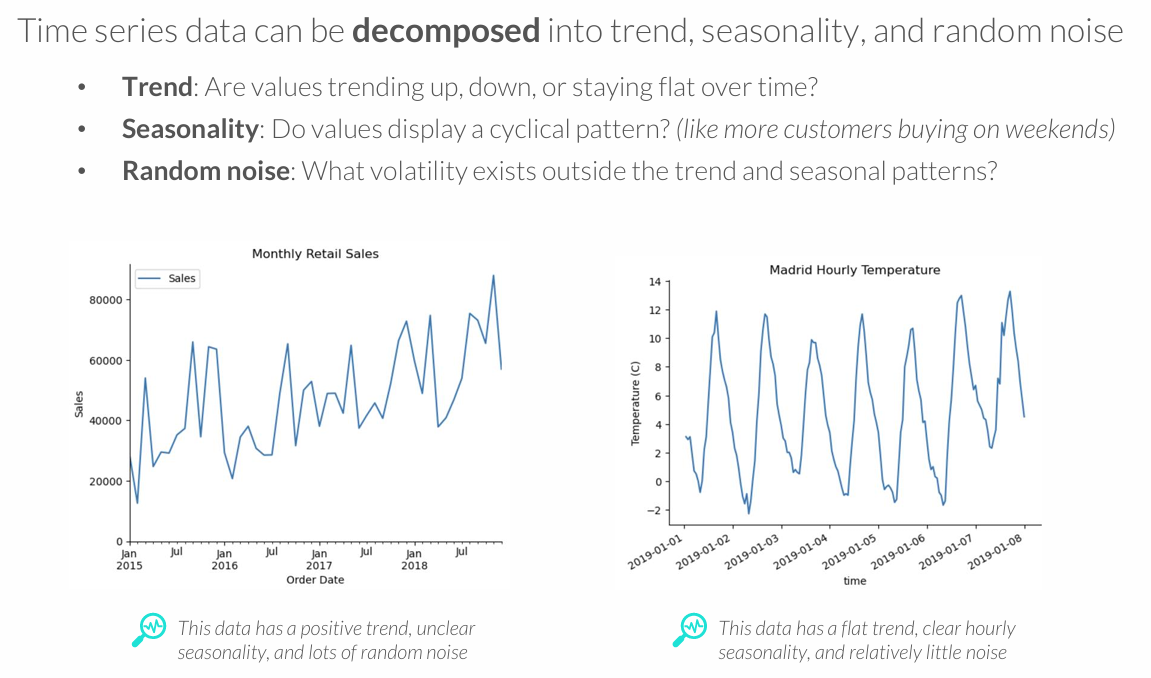 Time series data can be decomposed into trend, seasonality, and random noise
• Trend: Are values trending up, down, or staying flat over time?
• Seasonality: Do values display a cyclical pattern? (like more customers buying on weekends)
• Random noise: What volatility exists outside the trend and seasonal patterns?
Monthly Retail Sales
Sales
80000
60000
40000
20000
0
Sales
Jan Jul Jan Jul Jan Jul Jan Jul
2015 2016 2017 2018
Order Date
This data has a positive trend, unclear
seasonality, and lots of random noise
Madrid Hourly Temperature
14
12
10
8
6
4
2
0
−2
Temperature (C)
2019-01-01 2019-01-02 2019-01-03 2019-01-04 2019-01-05 2019-01-06 2019-01-07 2019-01-08
time
This data has a flat trend, clear hourly
seasonality, and relatively little noise